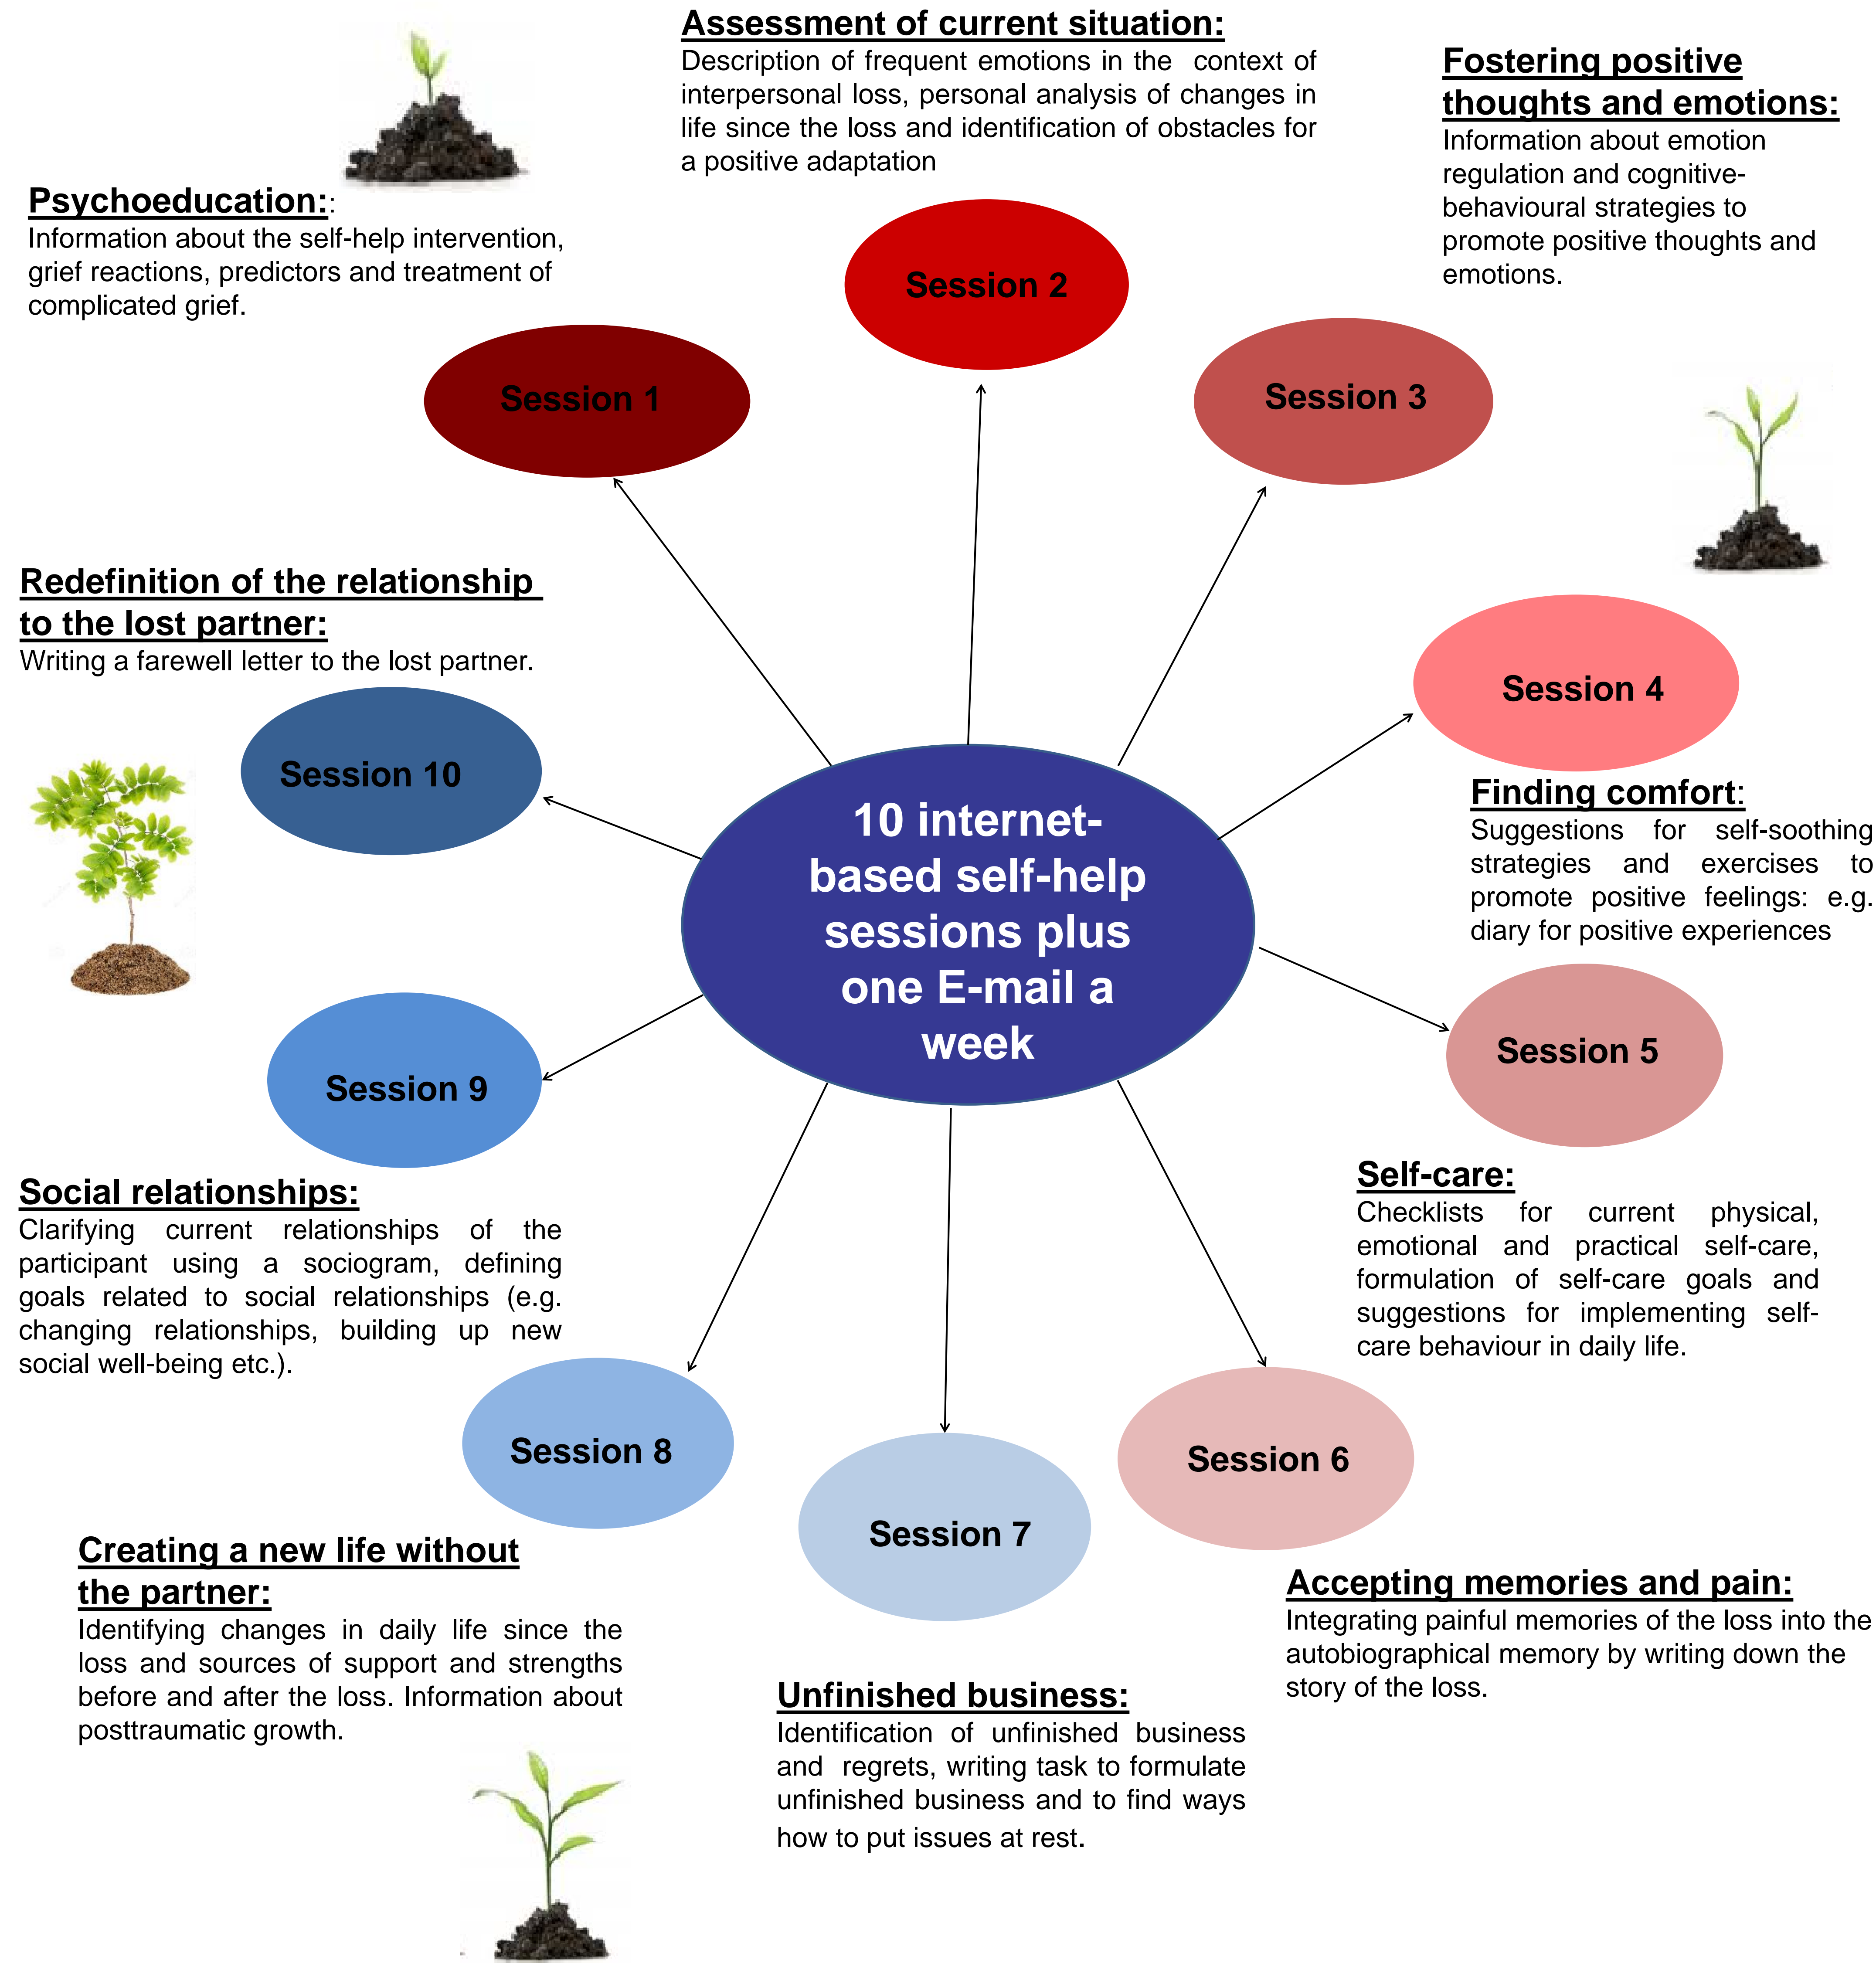 Assessment of current situation:
Description of frequent emotions in the context of
interpersonal loss, personal analysis of changes in
life since the loss and identification of obstacles for
a positive adaptation
Fostering positive
thoughts and emotions:
Information about emotion
regulation and cognitive-
behavioural strategies to
promote positive thoughts and
emotions.
Psychoeducation::
Information about the self-help intervention,
grief reactions, predictors and treatment of
complicated grief.
Session 2
Session 1
Session 3
Redefinition of the relationship
to the lost partner:
Writing a farewell letter to the lost partner.
Session 4
Session 10
Finding comfort:
Suggestions for self-soothing
strategies and exercises to
promote positive feelings: e.g.
diary for positive experiences
10 internet-
based self-help
sessions plus
one E-mail a
week
Session 9
Session 5
Social relationships:
Clarifying current relationships of the
participant using a sociogram, defining
goals related to social relationships (e.g.
changing relationships, building up new
social well-being etc.).
Self-care:
Checklists for current physical,
emotional and practical self-care,
formulation of self-care goals and
suggestions for implementing self-
care behaviour in daily life.
Session 8
Session 7
Session 6
Creating a new life without
the partner:
Identifying changes in daily life since the
loss and sources of support and strengths
before and after the loss. Information about
posttraumatic growth.
Accepting memories and pain:
Integrating painful memories of the loss into the
autobiographical memory by writing down the
story of the loss.
Unfinished business:
Identification of unfinished business
and regrets, writing task to formulate
unfinished business and to find ways
how to put issues at rest.